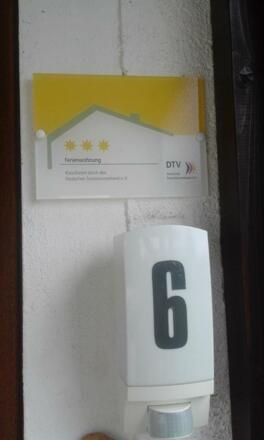 Ferienwohnung
Klassifiziert durch den
Deutschen Tourismusverband e.V.
DTV
6